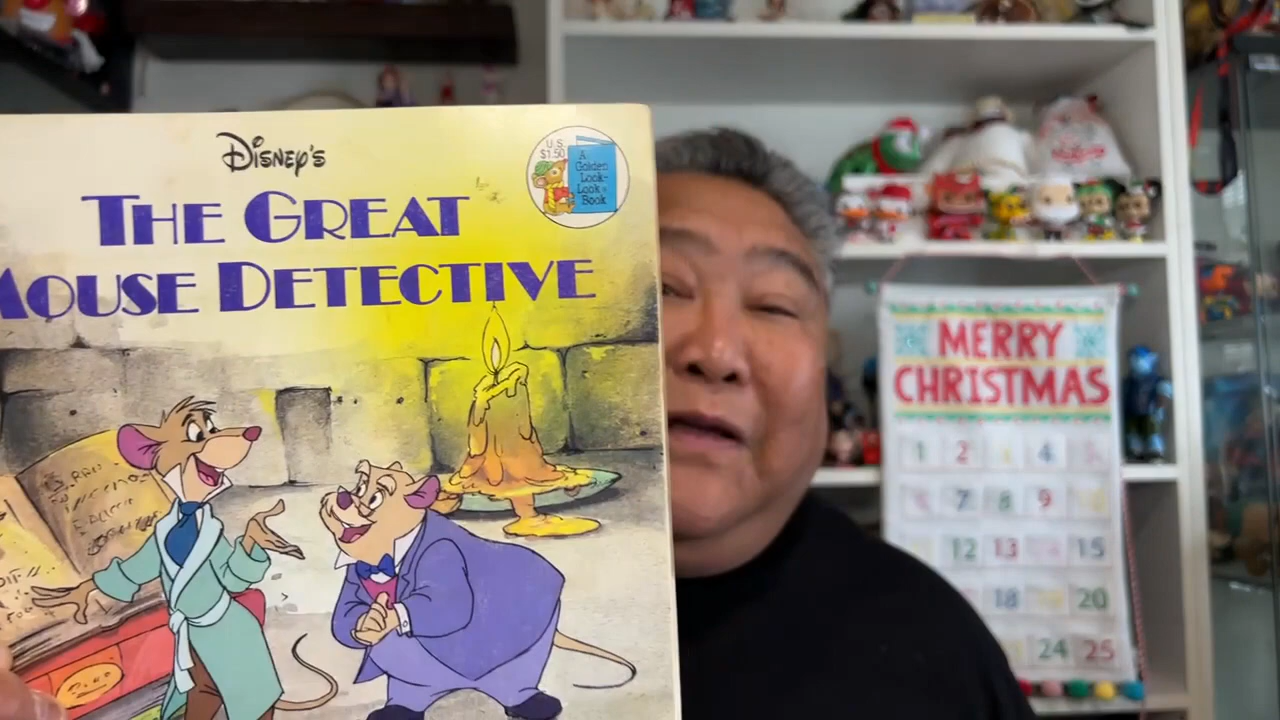 DISNEY'S
THE GREAT
MOUSE DETECTIVE
U.S.
$1.50
A
Golden
Look-
Look®
Book
MERRY
CHRISTMAS
1 2 4
7 8 9
12 13 15
18 20
24 25